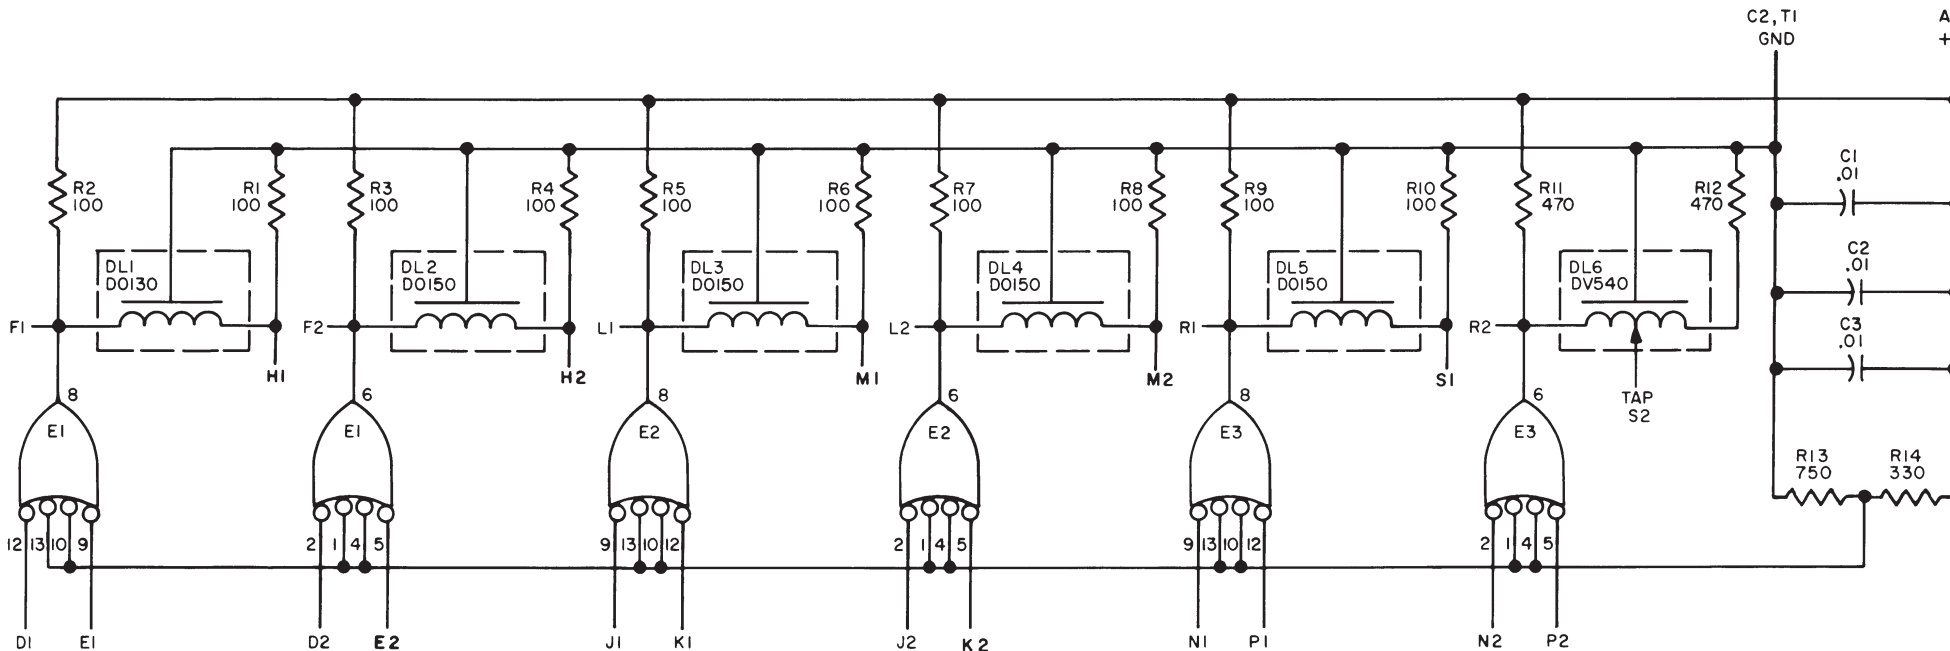 C2, T1
GND
A
+
R2
100
R1
100
R3
100
R4
100
R5
100
R6
100
R7
100
R8
100
R9
100
R10
100
R11
470
R12
470
C1
.01
C2
.01
C3
.01
DL1
D0130
DL2
D0150
DL3
D0150
DL4
D0150
DL5
D0150
DL6
DV540
F1
H1
F2
H2
L1
M1
L2
M2
R1
S1
R2
TAP
S2
8
6
8
6
8
6
E1
E1
E2
E2
E3
E3
R13
750
R14
330
12 13 10 9
2 1 4 5
9 13 10 12
2 1 4 5
9 13 10 12
2 1 4 5
D1 E1
D2 E2
J1 K1
J2 K2
N1 P1
N2 P2